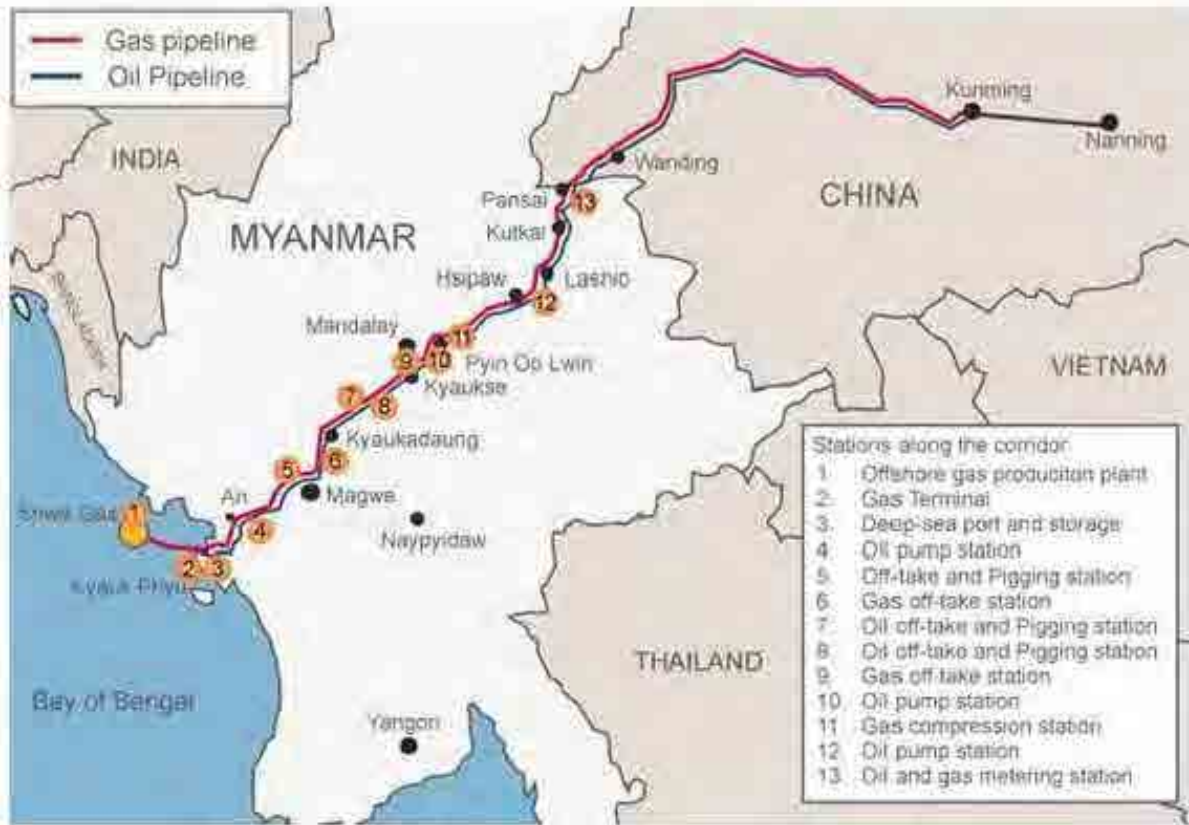 Gas pipeline
Oil Pipeline
INDIA
BANGLADESH
MYANMAR
CHINA
VIETNAM
THAILAND
Kunming
Nanning
Wanding
Pansai
13
Kutkai
Hsipaw
Lashio
12
Mandalay
11
9
10
Pyin Oo Lwin
Kyaukse
7
8
Kyaukadaung
5
6
Magwe
An
4
Naypyidaw
Shwe Gas
1
2
3
Kyauk Phyu
Bay of Bengal
Yangon
Stations along the corridor
1 Offshore gas produciton plant
2 Gas Terminal
3. Deep-sea port and storage
4 Oil pump station
5. Off-take and Pigging station
6 Gas off-take station
7 Oil off-take and Pigging station
8 Oil off-take and Pigging station
9. Gas off-take station
10. Oil pump station
11 Gas compression station
12 Oil pump station
13. Oil and gas metering station